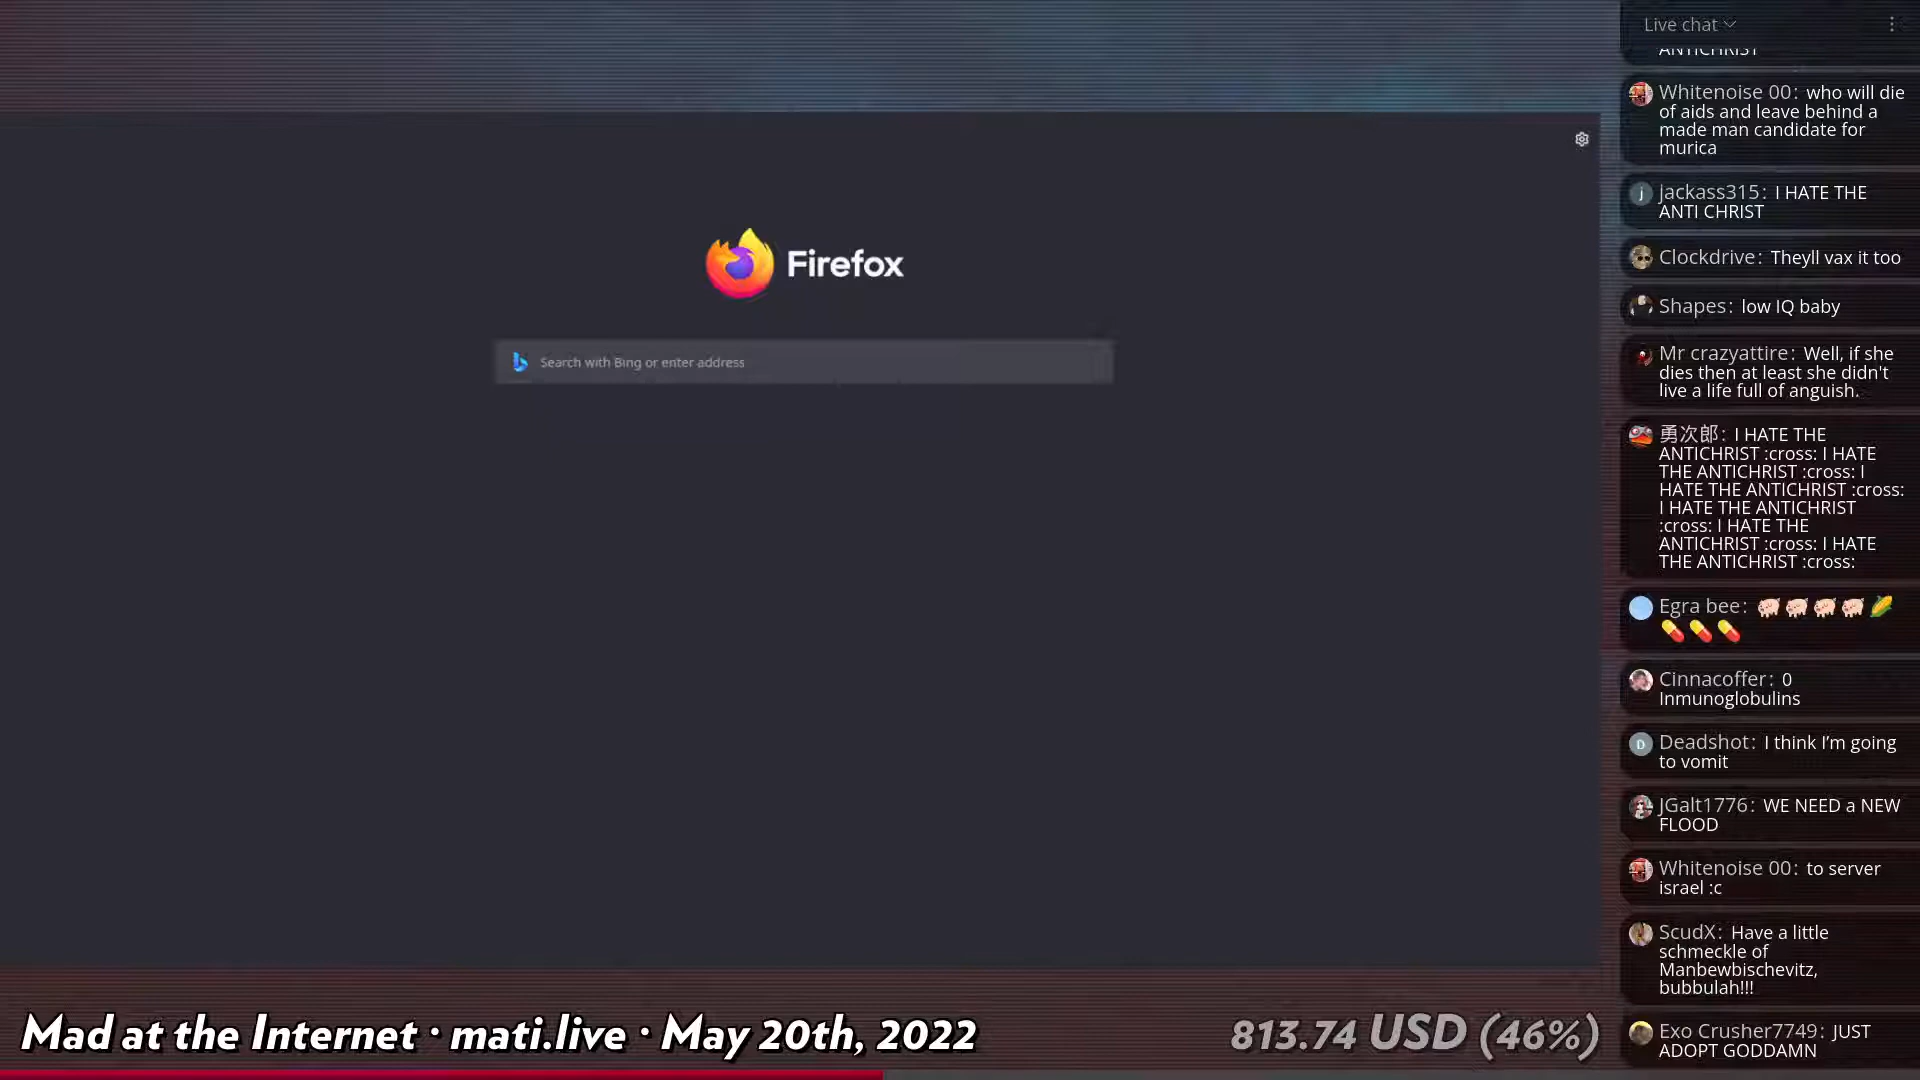 Live chat
Whitenoise 00: who will die
of aids and leave behind a
made man candidate for
murica
jackass315: I HATE THE
ANTI CHRIST
Clockdrive: Theyll vax it too
Shapes: low IQ baby
Mr crazyattire: Well, if she
dies then at least she didn't
live a life full of anguish.
勇次郎: I HATE THE
ANTICHRIST :cross: I HATE
THE ANTICHRIST :cross: I
HATE THE ANTICHRIST :cross:
I HATE THE ANTICHRIST
:cross: I HATE THE
ANTICHRIST :cross: I HATE
THE ANTICHRIST :cross:
Egra bee: 🐖🐖🐖🐖🌽
💊💊💊
Cinnacoffer: 0
Inmunoglobulins
Deadshot: I think I’m going
to vomit
JGalt1776: WE NEED a NEW
FLOOD
Whitenoise 00: to server
israel :c
ScudX: Have a little
schmeckle of
Manbewbischevitz,
bubbulah!!!
Exo Crusher7749: JUST
ADOPT GODDAMN
Firefox
Search with Bing or enter address
Mad at the Internet · mati.live · May 20th, 2022
813.74 USD (46%)